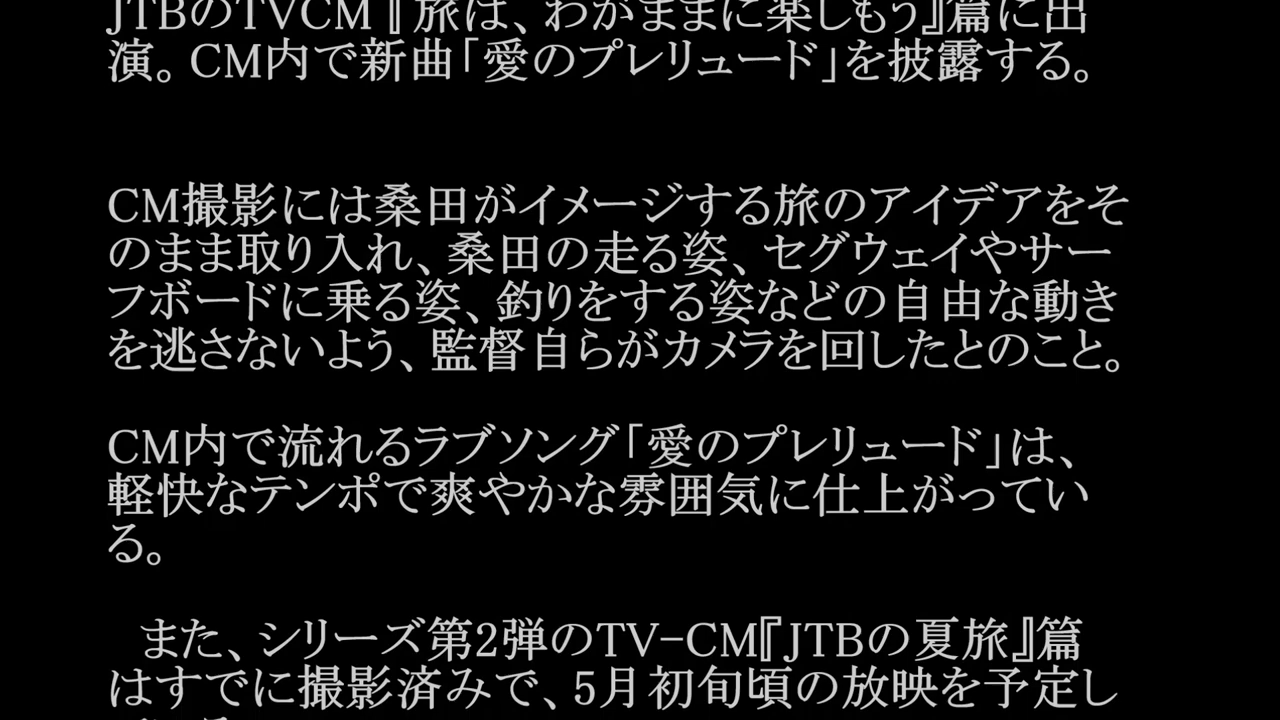 JTBのTVCM『旅は、わがままに楽しもう』篇に出
演。CM内で新曲「愛のプレリュード」を披露する。
CM撮影には桑田がイメージする旅のアイデアをそ
のまま取り入れ、桑田の走る姿、セグウェイやサー
フボードに乗る姿、釣りをする姿などの自由な動き
を逃さないよう、監督自らがカメラを回したとのこと。
CM内で流れるラブソング「愛のプレリュード」は、
軽快なテンポで爽やかな雰囲気に仕上がってい
る。
また、シリーズ第2弾のTV-CM『JTBの夏旅』篇
はすでに撮影済みで、5月初旬頃の放映を予定し